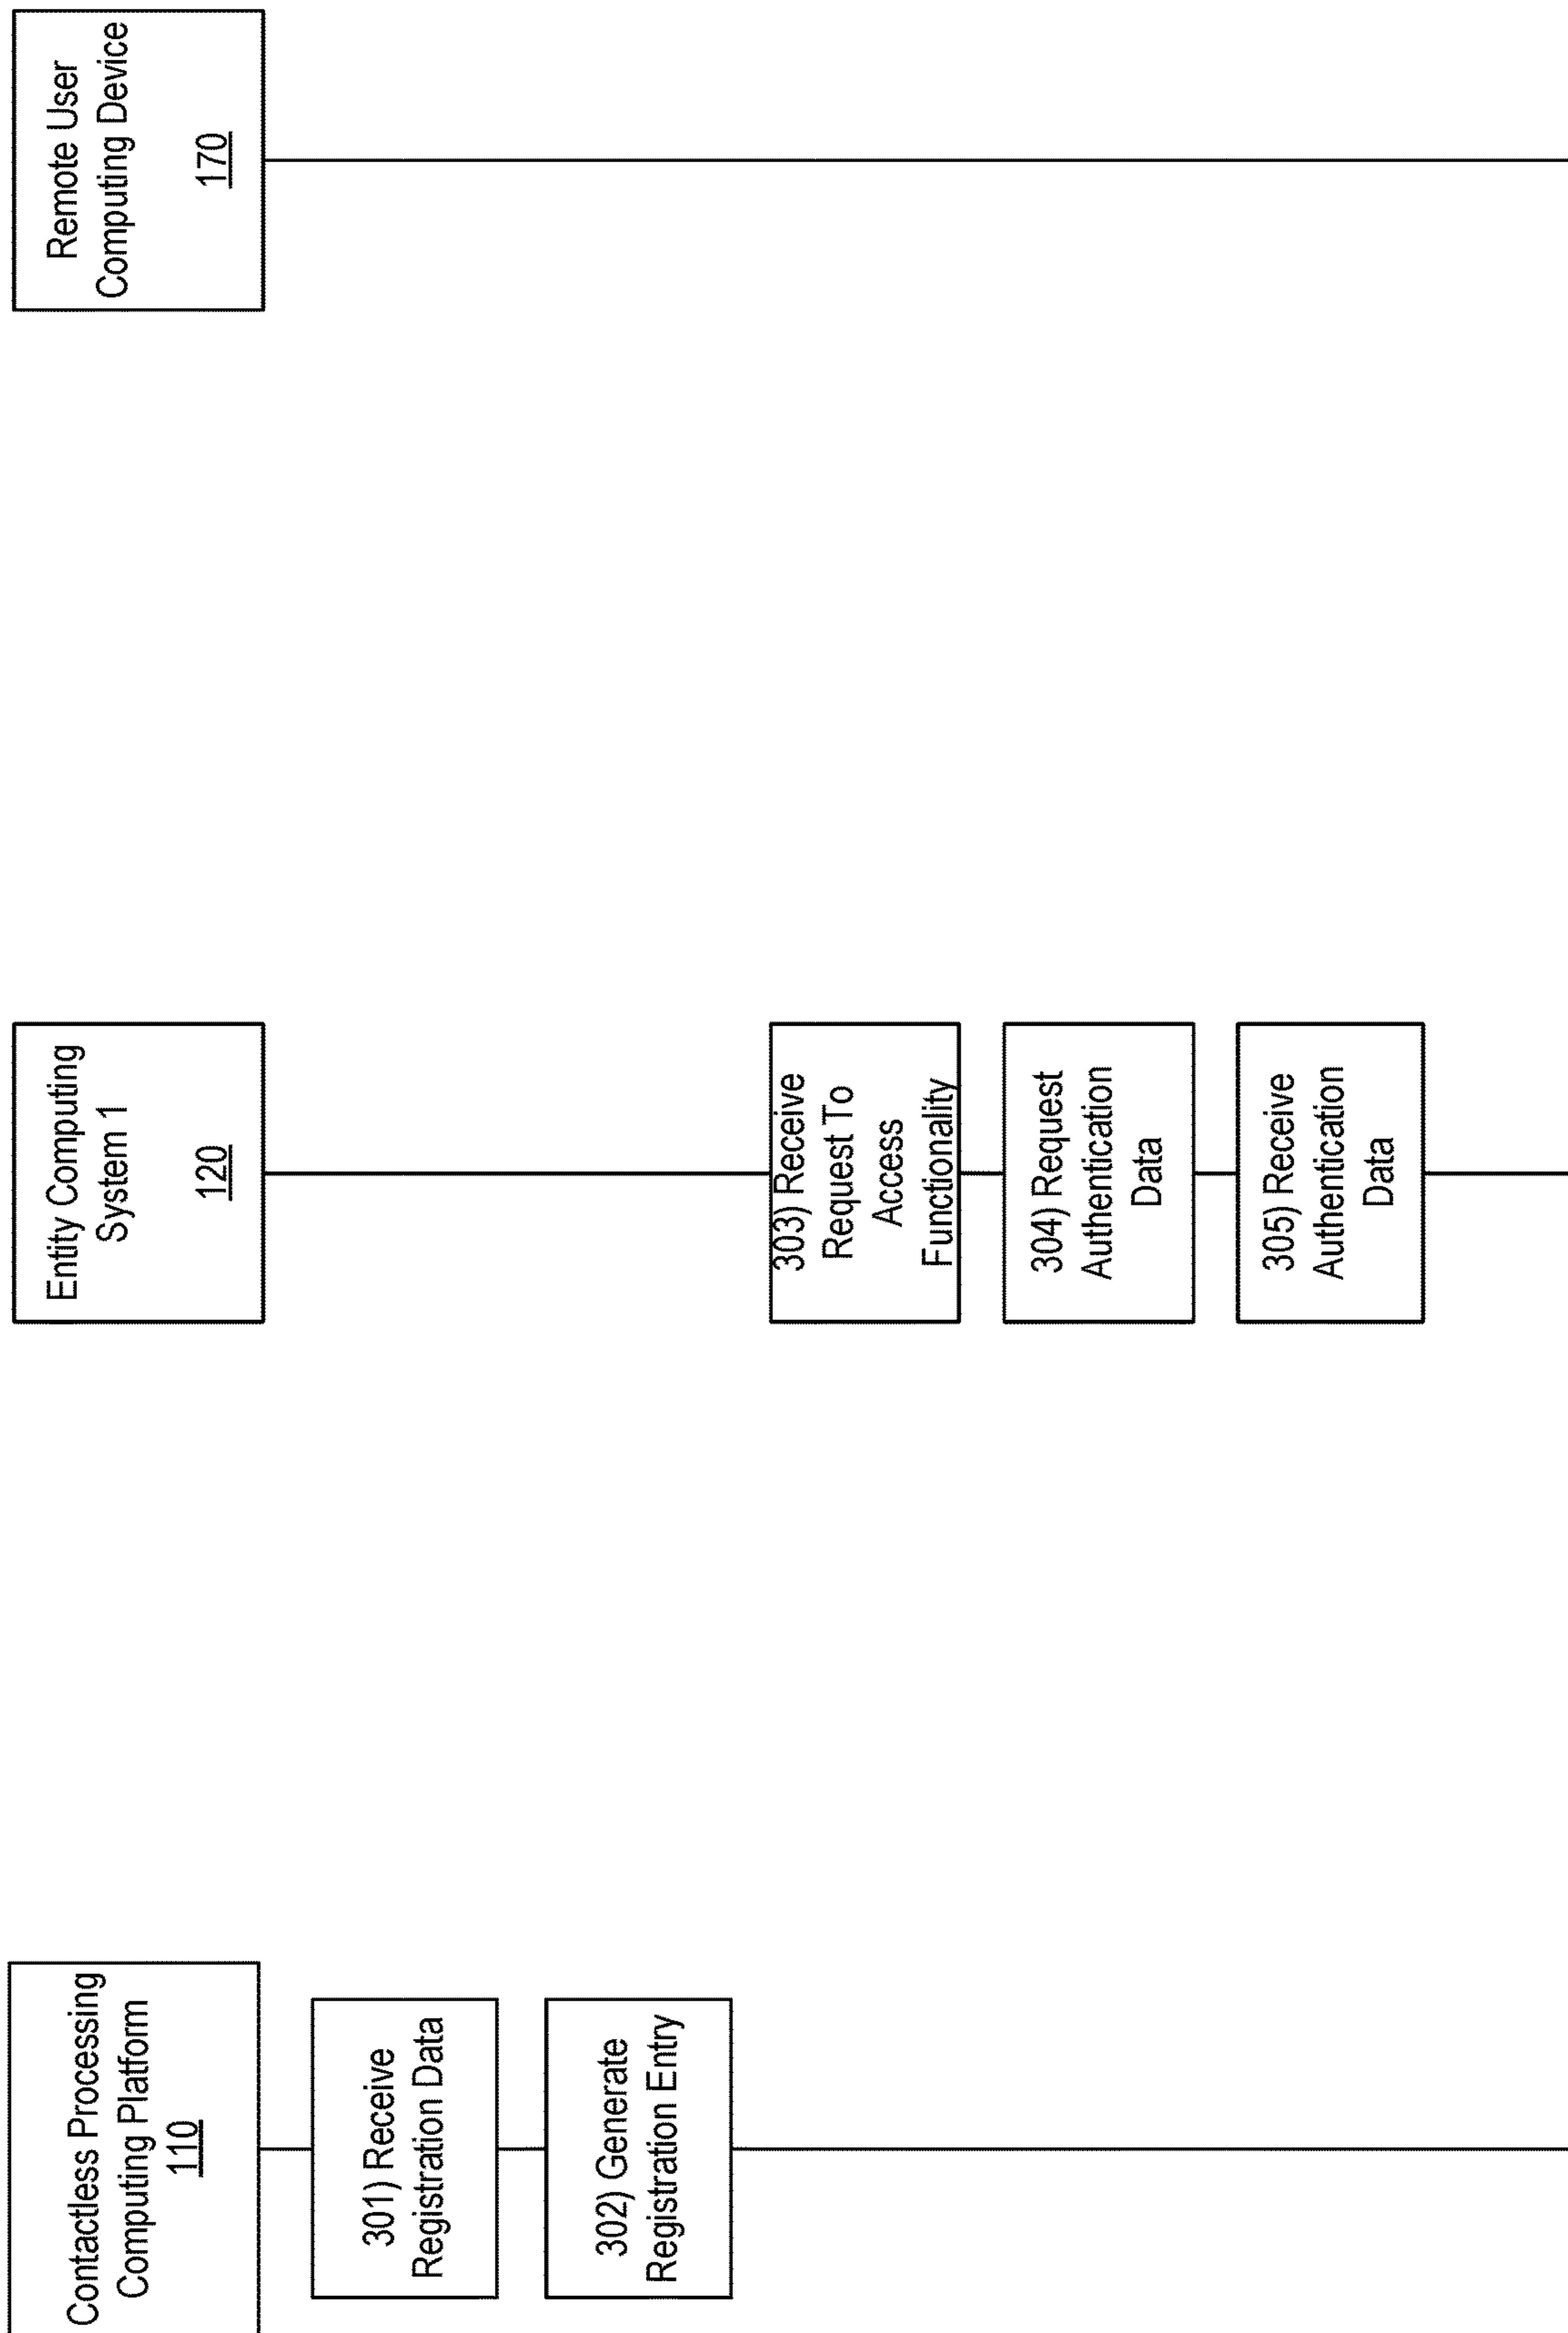 Contactless Processing
Computing Platform
110
Entity Computing
System 1
120
Remote User
Computing Device
170
301) Receive
Registration Data
302) Generate
Registration Entry
303) Receive
Request To
Access
Functionality
304) Request
Authentication
Data
305) Receive
Authentication
Data